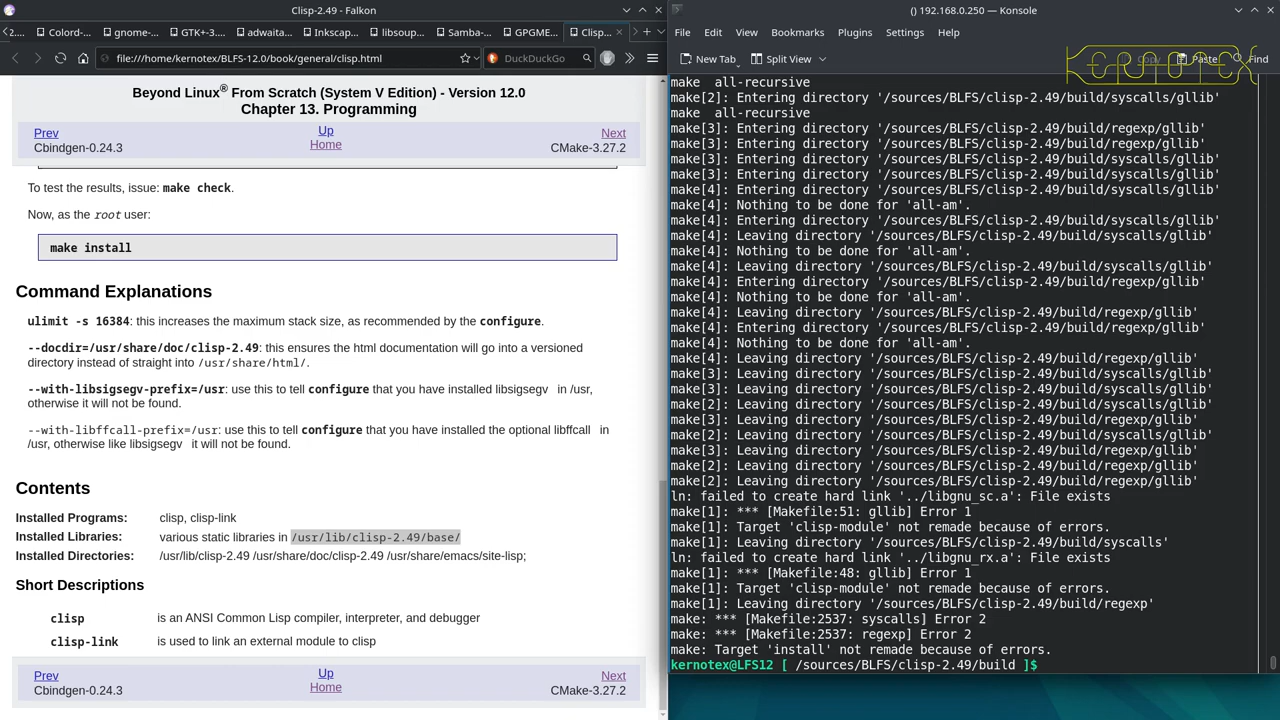 Clisp-2.49 - Falkon
2....
Colord-...
gnome-...
GTK+-3....
adwaita...
Inkscap...
libsoup...
Samba-...
GPGME...
Clisp...
file:///home/kernotex/BLFS-12.0/book/general/clisp.html
DuckDuckGo
Beyond Linux® From Scratch (System V Edition) - Version 12.0
Chapter 13. Programming
Prev
Up
Next
Cbindgen-0.24.3
Home
CMake-3.27.2
To test the results, issue: make check.
Now, as the root user:
make install
Command Explanations
ulimit -s 16384: this increases the maximum stack size, as recommended by the configure.
--docdir=/usr/share/doc/clisp-2.49: this ensures the html documentation will go into a versioned
directory instead of straight into /usr/share/html/.
--with-libsigsegv-prefix=/usr: use this to tell configure that you have installed libsigsegv in /usr,
otherwise it will not be found.
--with-libffcall-prefix=/usr: use this to tell configure that you have installed the optional libffcall in
/usr, otherwise like libsigsegv it will not be found.
Contents
Installed Programs: clisp, clisp-link
Installed Libraries: various static libraries in /usr/lib/clisp-2.49/base/
Installed Directories: /usr/lib/clisp-2.49 /usr/share/doc/clisp-2.49 /usr/share/emacs/site-lisp;
Short Descriptions
clisp is an ANSI Common Lisp compiler, interpreter, and debugger
clisp-link is used to link an external module to clisp
Prev
Up
Next
Cbindgen-0.24.3
Home
CMake-3.27.2
() 192.168.0.250 — Konsole
File Edit View Bookmarks Plugins Settings Help
New Tab Split View Copy Paste Find
KERNOTEX
make  all-recursive
make[2]: Entering directory '/sources/BLFS/clisp-2.49/build/syscalls/gllib'
make  all-recursive
make[3]: Entering directory '/sources/BLFS/clisp-2.49/build/regexp/gllib'
make[3]: Entering directory '/sources/BLFS/clisp-2.49/build/regexp/gllib'
make[3]: Entering directory '/sources/BLFS/clisp-2.49/build/syscalls/gllib'
make[3]: Entering directory '/sources/BLFS/clisp-2.49/build/syscalls/gllib'
make[4]: Entering directory '/sources/BLFS/clisp-2.49/build/syscalls/gllib'
make[4]: Nothing to be done for 'all-am'.
make[4]: Entering directory '/sources/BLFS/clisp-2.49/build/syscalls/gllib'
make[4]: Leaving directory '/sources/BLFS/clisp-2.49/build/syscalls/gllib'
make[4]: Nothing to be done for 'all-am'.
make[4]: Leaving directory '/sources/BLFS/clisp-2.49/build/syscalls/gllib'
make[4]: Entering directory '/sources/BLFS/clisp-2.49/build/regexp/gllib'
make[4]: Nothing to be done for 'all-am'.
make[4]: Leaving directory '/sources/BLFS/clisp-2.49/build/regexp/gllib'
make[4]: Entering directory '/sources/BLFS/clisp-2.49/build/regexp/gllib'
make[4]: Nothing to be done for 'all-am'.
make[4]: Leaving directory '/sources/BLFS/clisp-2.49/build/regexp/gllib'
make[3]: Leaving directory '/sources/BLFS/clisp-2.49/build/syscalls/gllib'
make[3]: Leaving directory '/sources/BLFS/clisp-2.49/build/syscalls/gllib'
make[2]: Leaving directory '/sources/BLFS/clisp-2.49/build/syscalls/gllib'
make[3]: Leaving directory '/sources/BLFS/clisp-2.49/build/regexp/gllib'
make[2]: Leaving directory '/sources/BLFS/clisp-2.49/build/syscalls/gllib'
make[3]: Leaving directory '/sources/BLFS/clisp-2.49/build/regexp/gllib'
make[2]: Leaving directory '/sources/BLFS/clisp-2.49/build/regexp/gllib'
make[2]: Leaving directory '/sources/BLFS/clisp-2.49/build/regexp/gllib'
ln: failed to create hard link '../libgnu_sc.a': File exists
make[1]: *** [Makefile:51: gllib] Error 1
make[1]: Target 'clisp-module' not remade because of errors.
make[1]: Leaving directory '/sources/BLFS/clisp-2.49/build/syscalls'
ln: failed to create hard link '../libgnu_rx.a': File exists
make[1]: *** [Makefile:48: gllib] Error 1
make[1]: Target 'clisp-module' not remade because of errors.
make[1]: Leaving directory '/sources/BLFS/clisp-2.49/build/regexp'
make: *** [Makefile:2537: syscalls] Error 2
make: *** [Makefile:2537: regexp] Error 2
make: Target 'install' not remade because of errors.
kernotex@LFS12 [ /sources/BLFS/clisp-2.49/build ]$